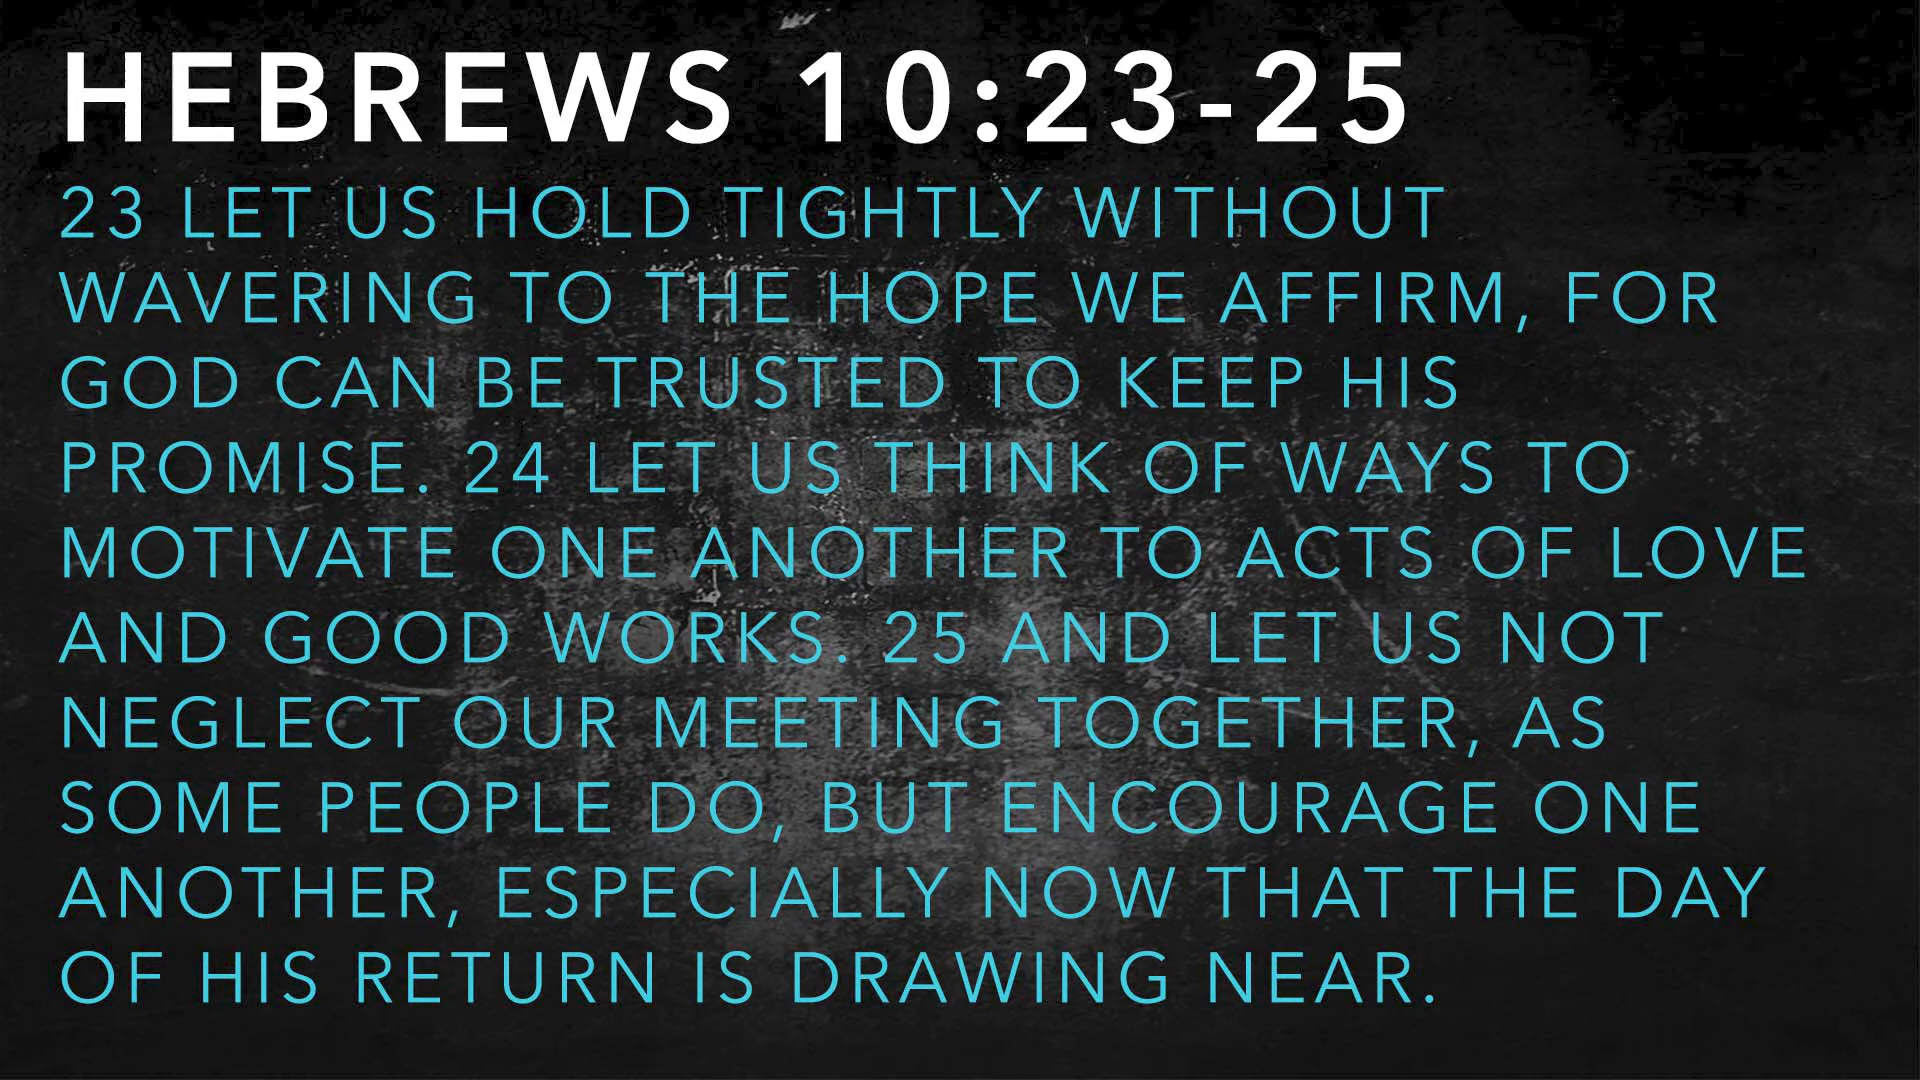 HEBREWS 10:23-25
23 LET US HOLD TIGHTLY WITHOUT
WAVERING TO THE HOPE WE AFFIRM, FOR
GOD CAN BE TRUSTED TO KEEP HIS
PROMISE. 24 LET US THINK OF WAYS TO
MOTIVATE ONE ANOTHER TO ACTS OF LOVE
AND GOOD WORKS. 25 AND LET US NOT
NEGLECT OUR MEETING TOGETHER, AS
SOME PEOPLE DO, BUT ENCOURAGE ONE
ANOTHER, ESPECIALLY NOW THAT THE DAY
OF HIS RETURN IS DRAWING NEAR.